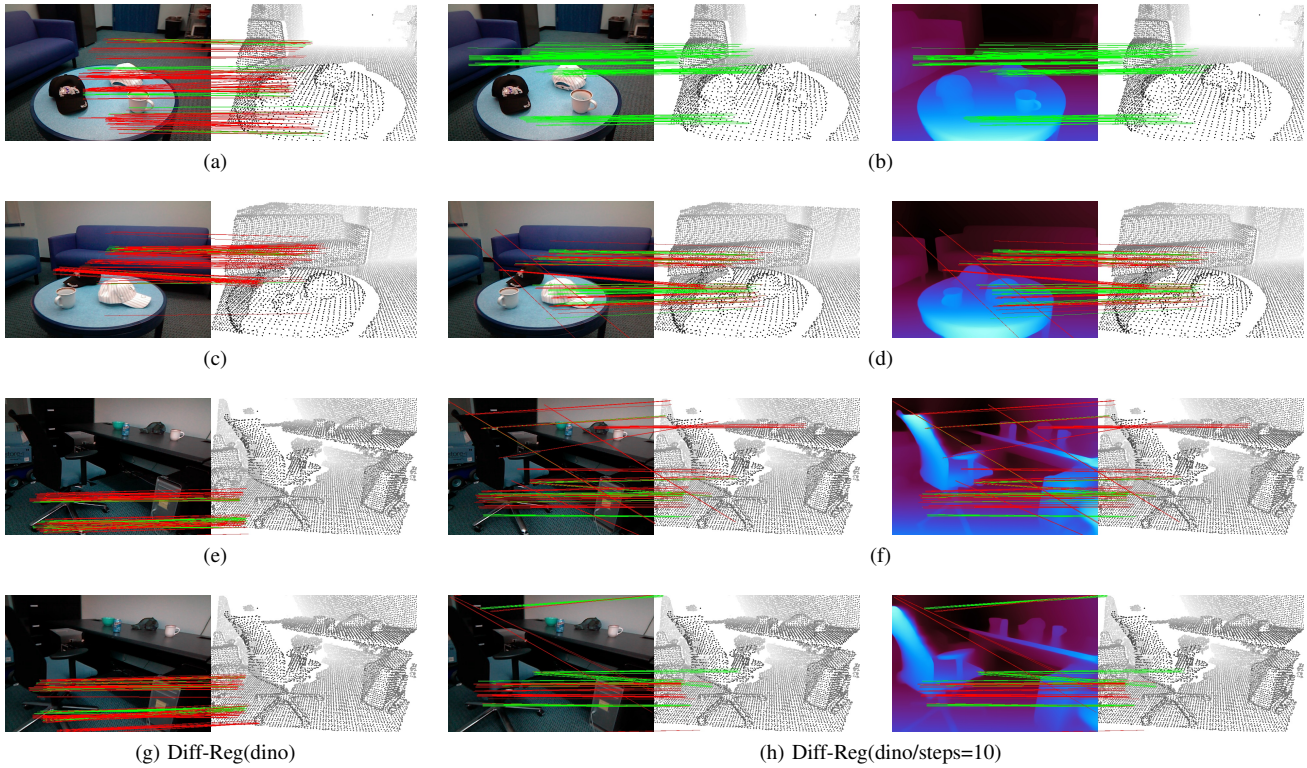 (a)
(b)
(c)
(d)
(e)
(f)
(g) Diff-Reg(dino)
(h) Diff-Reg(dino/steps=10)